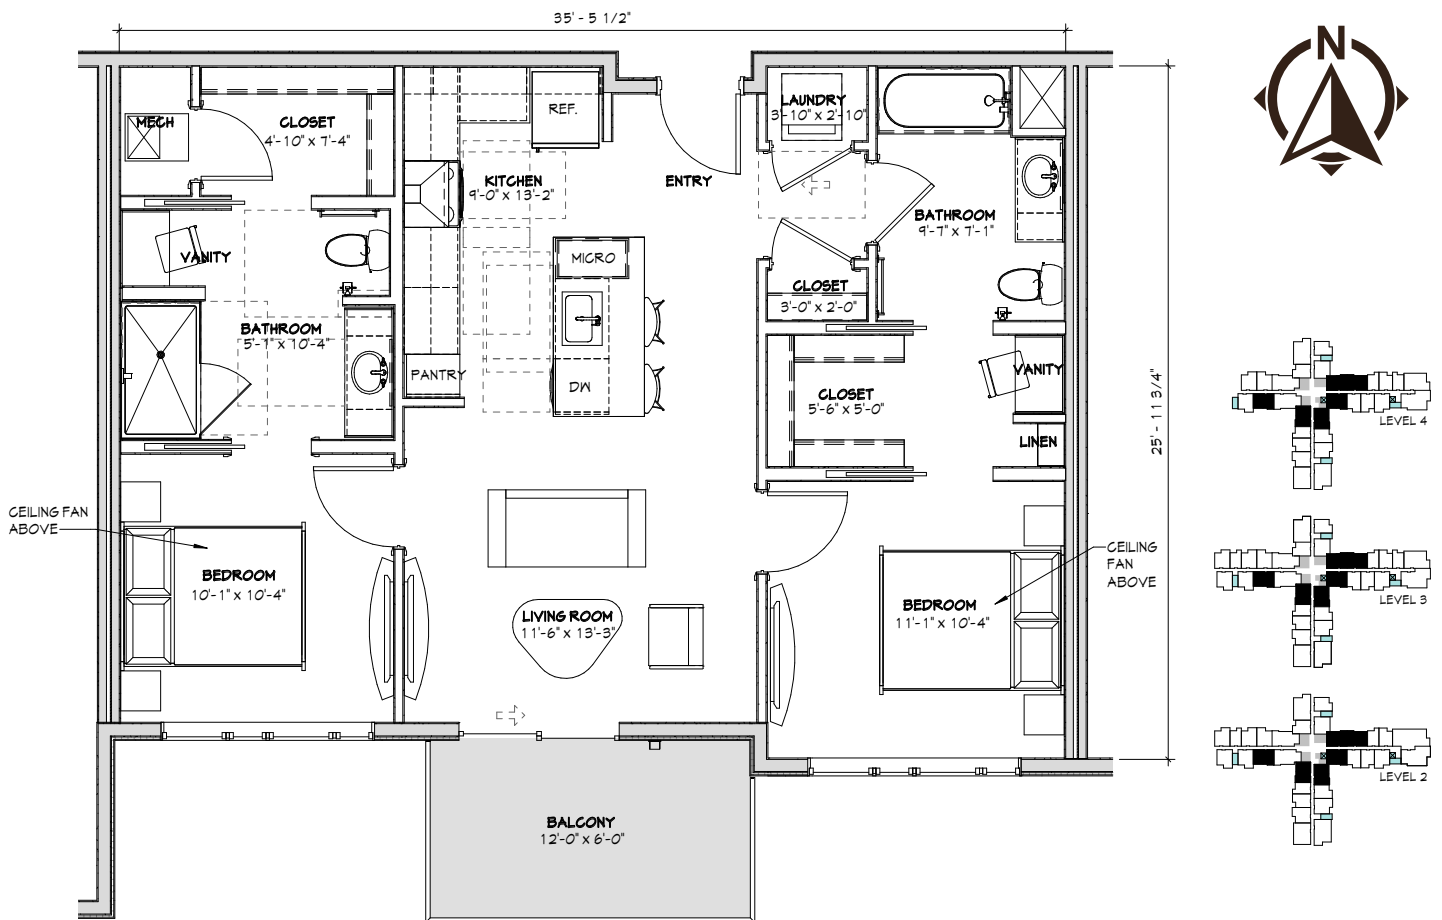 35' - 5 1/2"
N
MECH
CLOSET
4'-10" x 7'-4"
REF.
LAUNDRY
3'-10" x 2'-10"
KITCHEN
9'-0" x 13'-2"
ENTRY
BATHROOM
9'-7" x 7'-1"
VANITY
MICRO
CLOSET
3'-0" x 2'-0"
BATHROOM
5'-1" x 10'-4"
PANTRY
DW
VANITY
CLOSET
5'-6" x 5'-0"
LINEN
25' - 11 3/4"
LEVEL 4
CEILING FAN
ABOVE
BEDROOM
10'-1" x 10'-4"
LIVING ROOM
11'-6" x 13'-3"
BEDROOM
11'-1" x 10'-4"
CEILING
FAN
ABOVE
LEVEL 3
BALCONY
12'-0" x 6'-0"
LEVEL 2